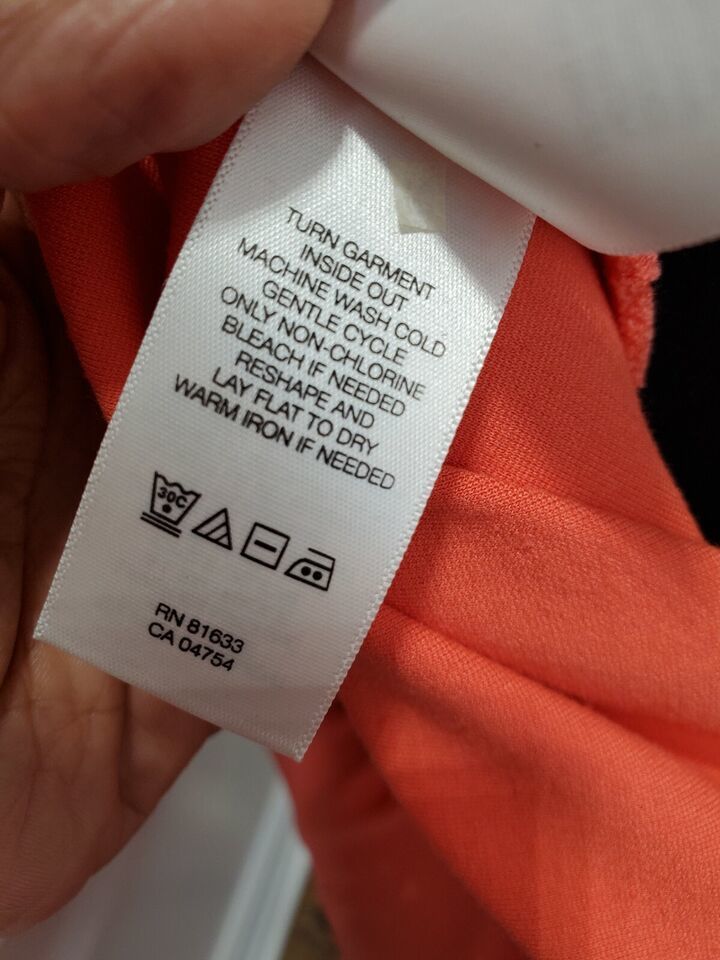 TURN GARMENT
INSIDE OUT
MACHINE WASH COLD
GENTLE CYCLE
ONLY NON-CHLORINE
BLEACH IF NEEDED
RESHAPE AND
LAY FLAT TO DRY
WARM IRON IF NEEDED
30C
RN 81633
CA 04754